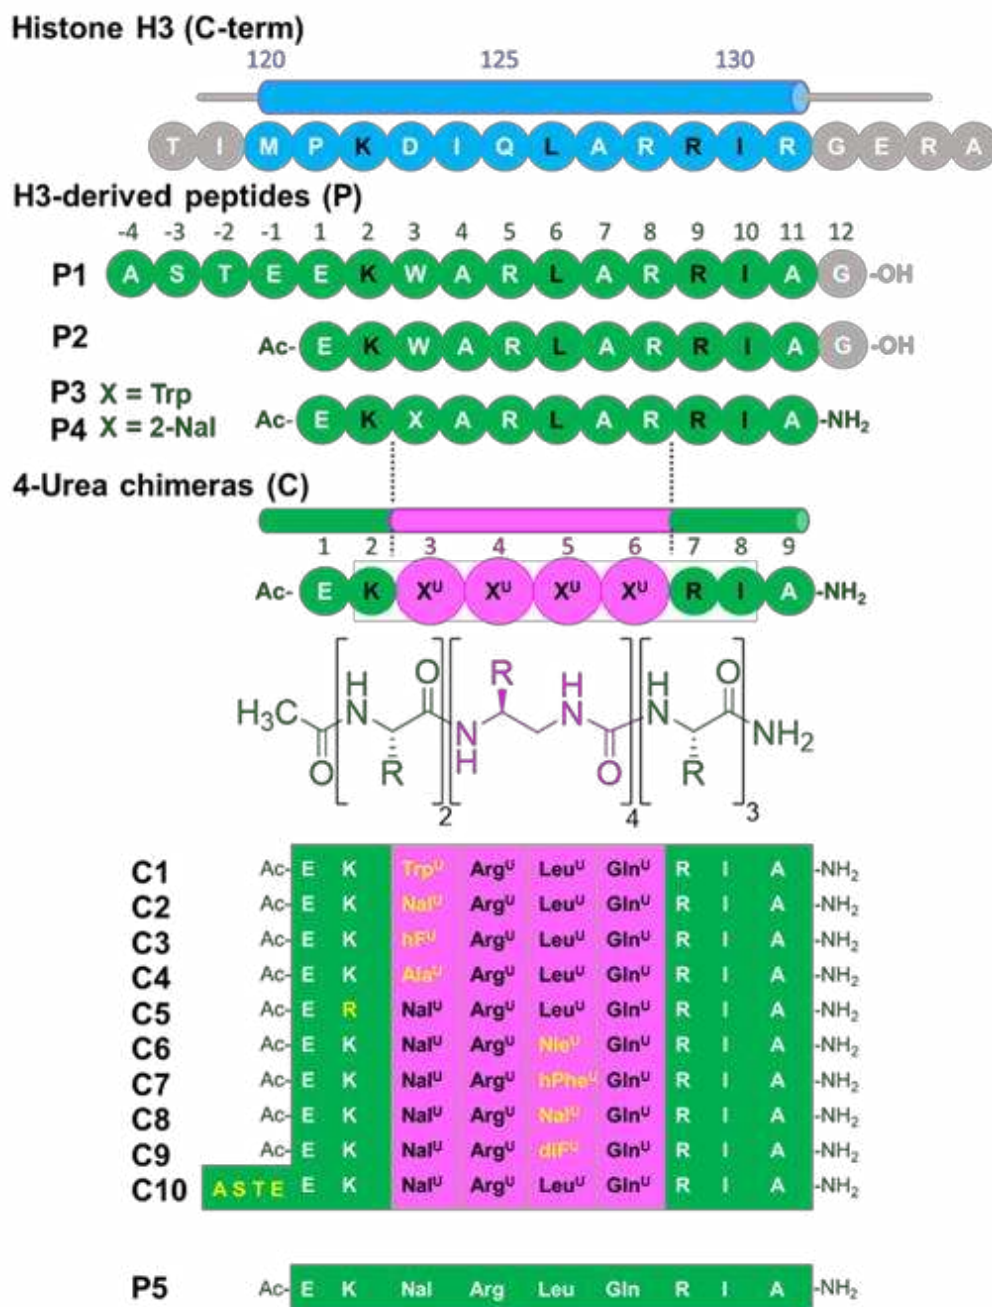 Histone H3 (C-term)
120 125 130
T I M P K D I Q L A R R I R G E R A
H3-derived peptides (P)
-4 -3 -2 -1 1 2 3 4 5 6 7 8 9 10 11 12
P1 A S T E E K W A R L A R R I A G -OH
P2 Ac- E K W A R L A R R I A G -OH
P3 X = Trp
P4 X = 2-Nal
Ac- E K X A R L A R R I A -NH₂
4-Urea chimeras (C)
1 2 3 4 5 6 7 8 9
Ac- E K Xᵁ Xᵁ Xᵁ Xᵁ R I A -NH₂
H₃C O H N R O N H R H N O H N R O NH₂
2 4 3
C1 Ac- E K Trpᵁ Argᵁ Leuᵁ Glnᵁ R I A -NH₂
C2 Ac- E K Nalᵁ Argᵁ Leuᵁ Glnᵁ R I A -NH₂
C3 Ac- E K hFᵁ Argᵁ Leuᵁ Glnᵁ R I A -NH₂
C4 Ac- E K Alaᵁ Argᵁ Leuᵁ Glnᵁ R I A -NH₂
C5 Ac- E R Nalᵁ Argᵁ Leuᵁ Glnᵁ R I A -NH₂
C6 Ac- E K Nalᵁ Argᵁ Nleᵁ Glnᵁ R I A -NH₂
C7 Ac- E K Nalᵁ Argᵁ hPheᵁ Glnᵁ R I A -NH₂
C8 Ac- E K Nalᵁ Argᵁ Nalᵁ Glnᵁ R I A -NH₂
C9 Ac- E K Nalᵁ Argᵁ diFᵁ Glnᵁ R I A -NH₂
C10 A S T E E K Nalᵁ Argᵁ Leuᵁ Glnᵁ R I A -NH₂
P5 Ac- E K Nal Arg Leu Gln R I A -NH₂